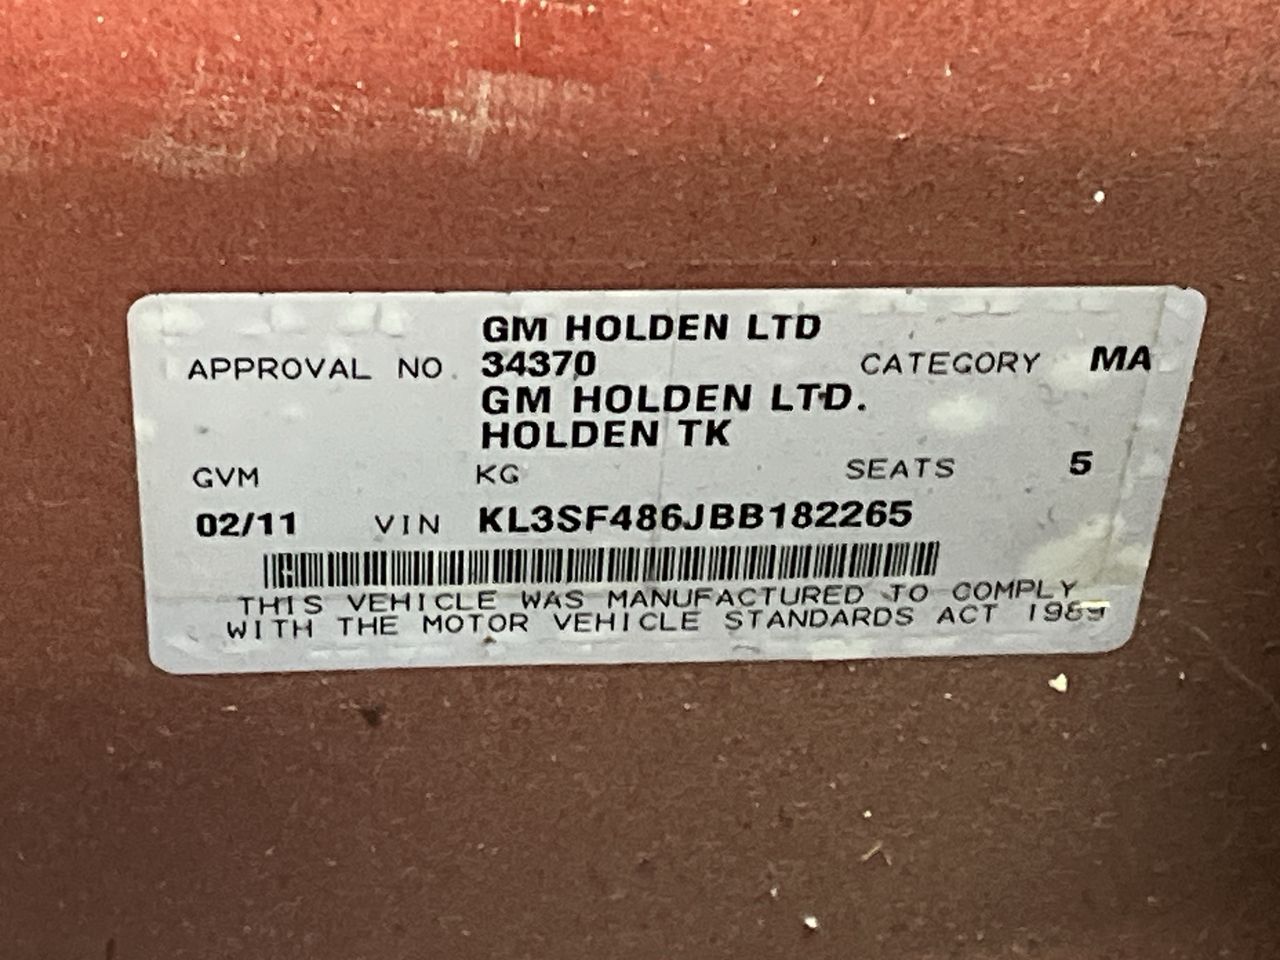 GM HOLDEN LTD
APPROVAL NO. 34370 CATEGORY MA
GM HOLDEN LTD.
HOLDEN TK
GVM KG SEATS 5
02/11 VIN KL3SF486JBB182265
THIS VEHICLE WAS MANUFACTURED TO COMPLY
WITH THE MOTOR VEHICLE STANDARDS ACT 1989